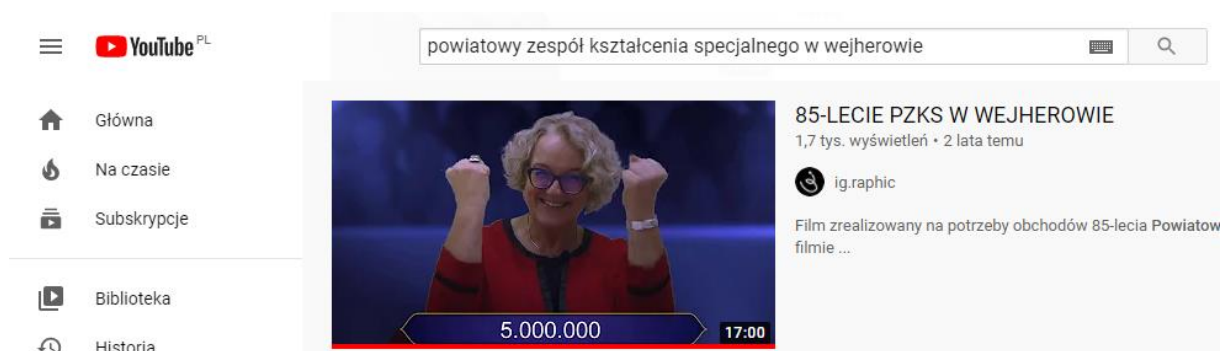 YouTube PL
powiatowy zespół kształcenia specjalnego w wejherowie
Główna
Na czasie
Subskrypcje
Biblioteka
Historia
5.000.000
17:00
85-LECIE PZKS W WEJHEROWIE
1,7 tys. wyświetleń • 2 lata temu
ig.raphic
Film zrealizowany na potrzeby obchodów 85-lecia Powiatow
filmie ...